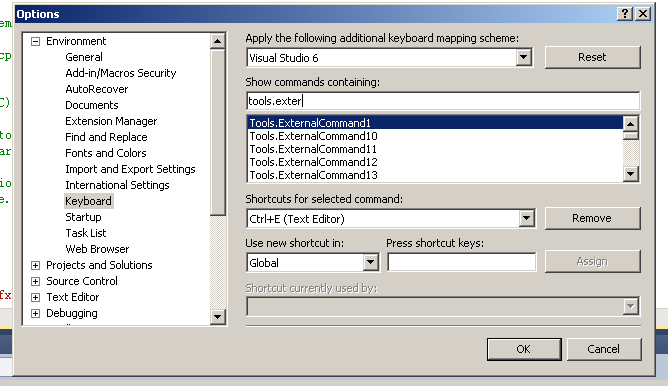 Options
Environment
General
Add-in/Macros Security
AutoRecover
Documents
Extension Manager
Find and Replace
Fonts and Colors
Import and Export Settings
International Settings
Keyboard
Startup
Task List
Web Browser
Projects and Solutions
Source Control
Text Editor
Debugging
Apply the following additional keyboard mapping scheme:
Visual Studio 6
Reset
Show commands containing:
tools.exter
Tools.ExternalCommand1
Tools.ExternalCommand10
Tools.ExternalCommand11
Tools.ExternalCommand12
Tools.ExternalCommand13
Shortcuts for selected command:
Ctrl+E (Text Editor)
Remove
Use new shortcut in:
Press shortcut keys:
Global
Assign
Shortcut currently used by:
OK
Cancel